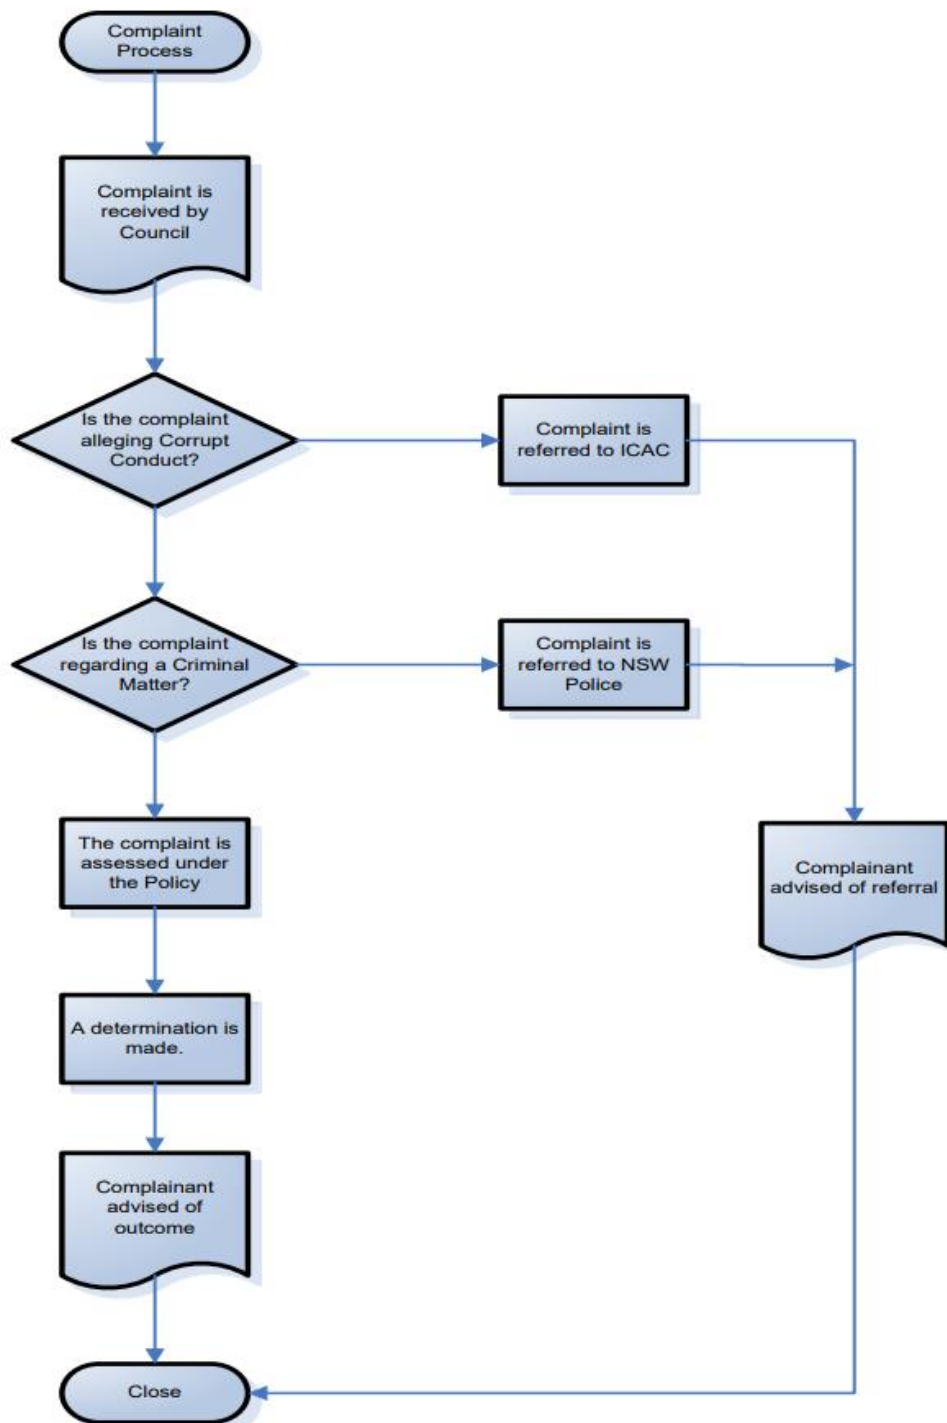 Complaint
Process
Complaint is
received by
Council
Is the complaint
alleging Corrupt
Conduct?
Complaint is
referred to ICAC
Is the complaint
regarding a Criminal
Matter?
Complaint is
referred to NSW
Police
The complaint is
assessed under
the Policy
Complainant
advised of referral
A determination is
made.
Complainant
advised of
outcome
Close